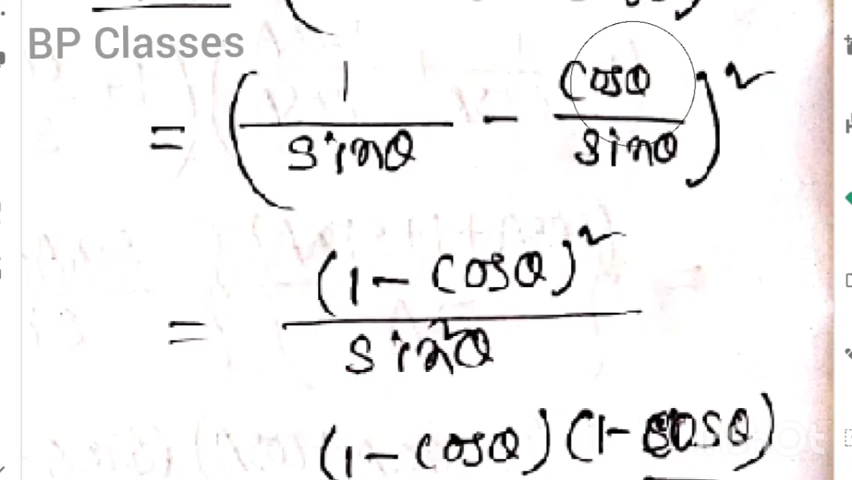 BP Classes
= (1/sinθ - cosθ/sinθ)²
= (1 - cosθ)²/sin²θ
(1 - cosθ)(1 - cosθ)